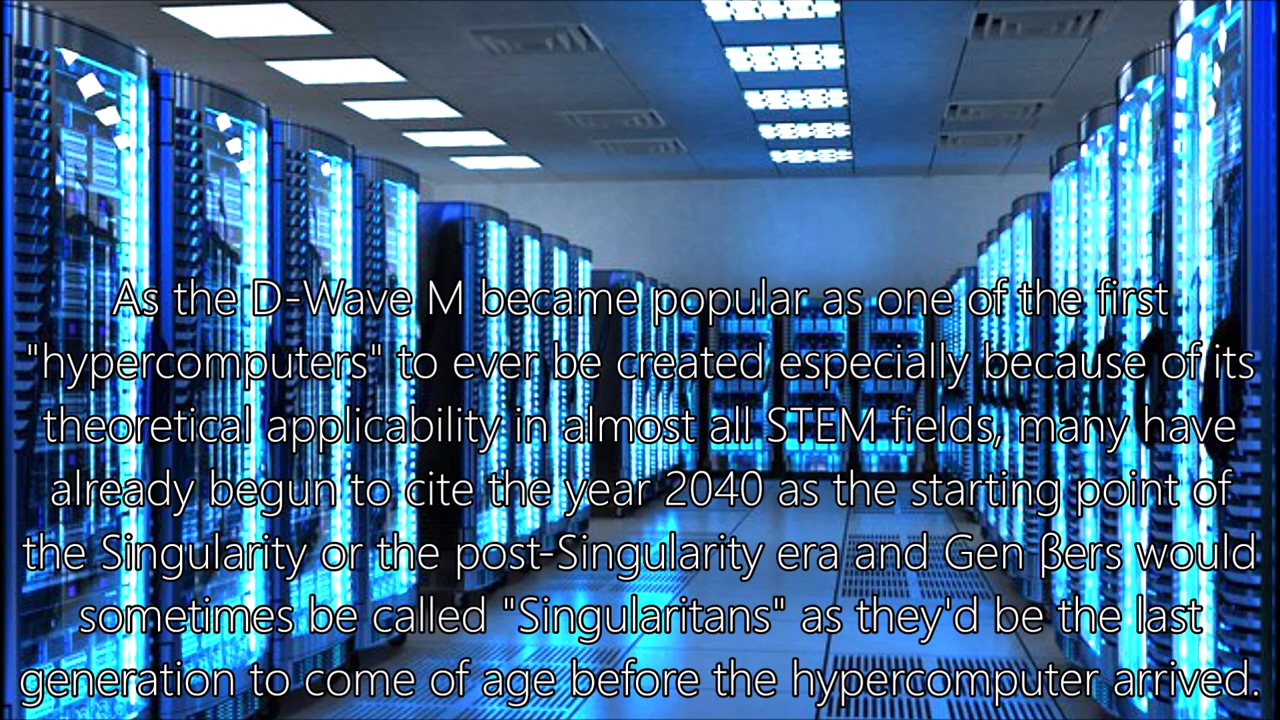 As the D-Wave M became popular as one of the first
"hypercomputers" to ever be created especially because of its
theoretical applicability in almost all STEM fields, many have
already begun to cite the year 2040 as the starting point of
the Singularity or the post-Singularity era and Gen βers would
sometimes be called "Singularitans" as they'd be the last
generation to come of age before the hypercomputer arrived.